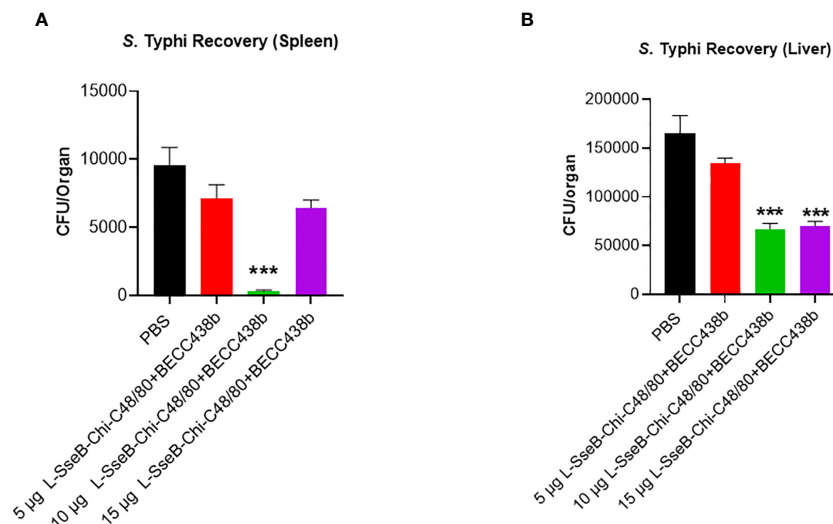 A
S. Typhi Recovery (Spleen)
15000
10000
5000
0
CFU/Organ
***
PBS
5 µg L-SseB-Chi-C48/80+BECC438b
10 µg L-SseB-Chi-C48/80+BECC438b
15 µg L-SseB-Chi-C48/80+BECC438b
B
S. Typhi Recovery (Liver)
200000
150000
100000
50000
0
CFU/organ
*** ***
PBS
5 µg L-SseB-Chi-C48/80+BECC438b
10 µg L-SseB-Chi-C48/80+BECC438b
15 µg L-SseB-Chi-C48/80+BECC438b